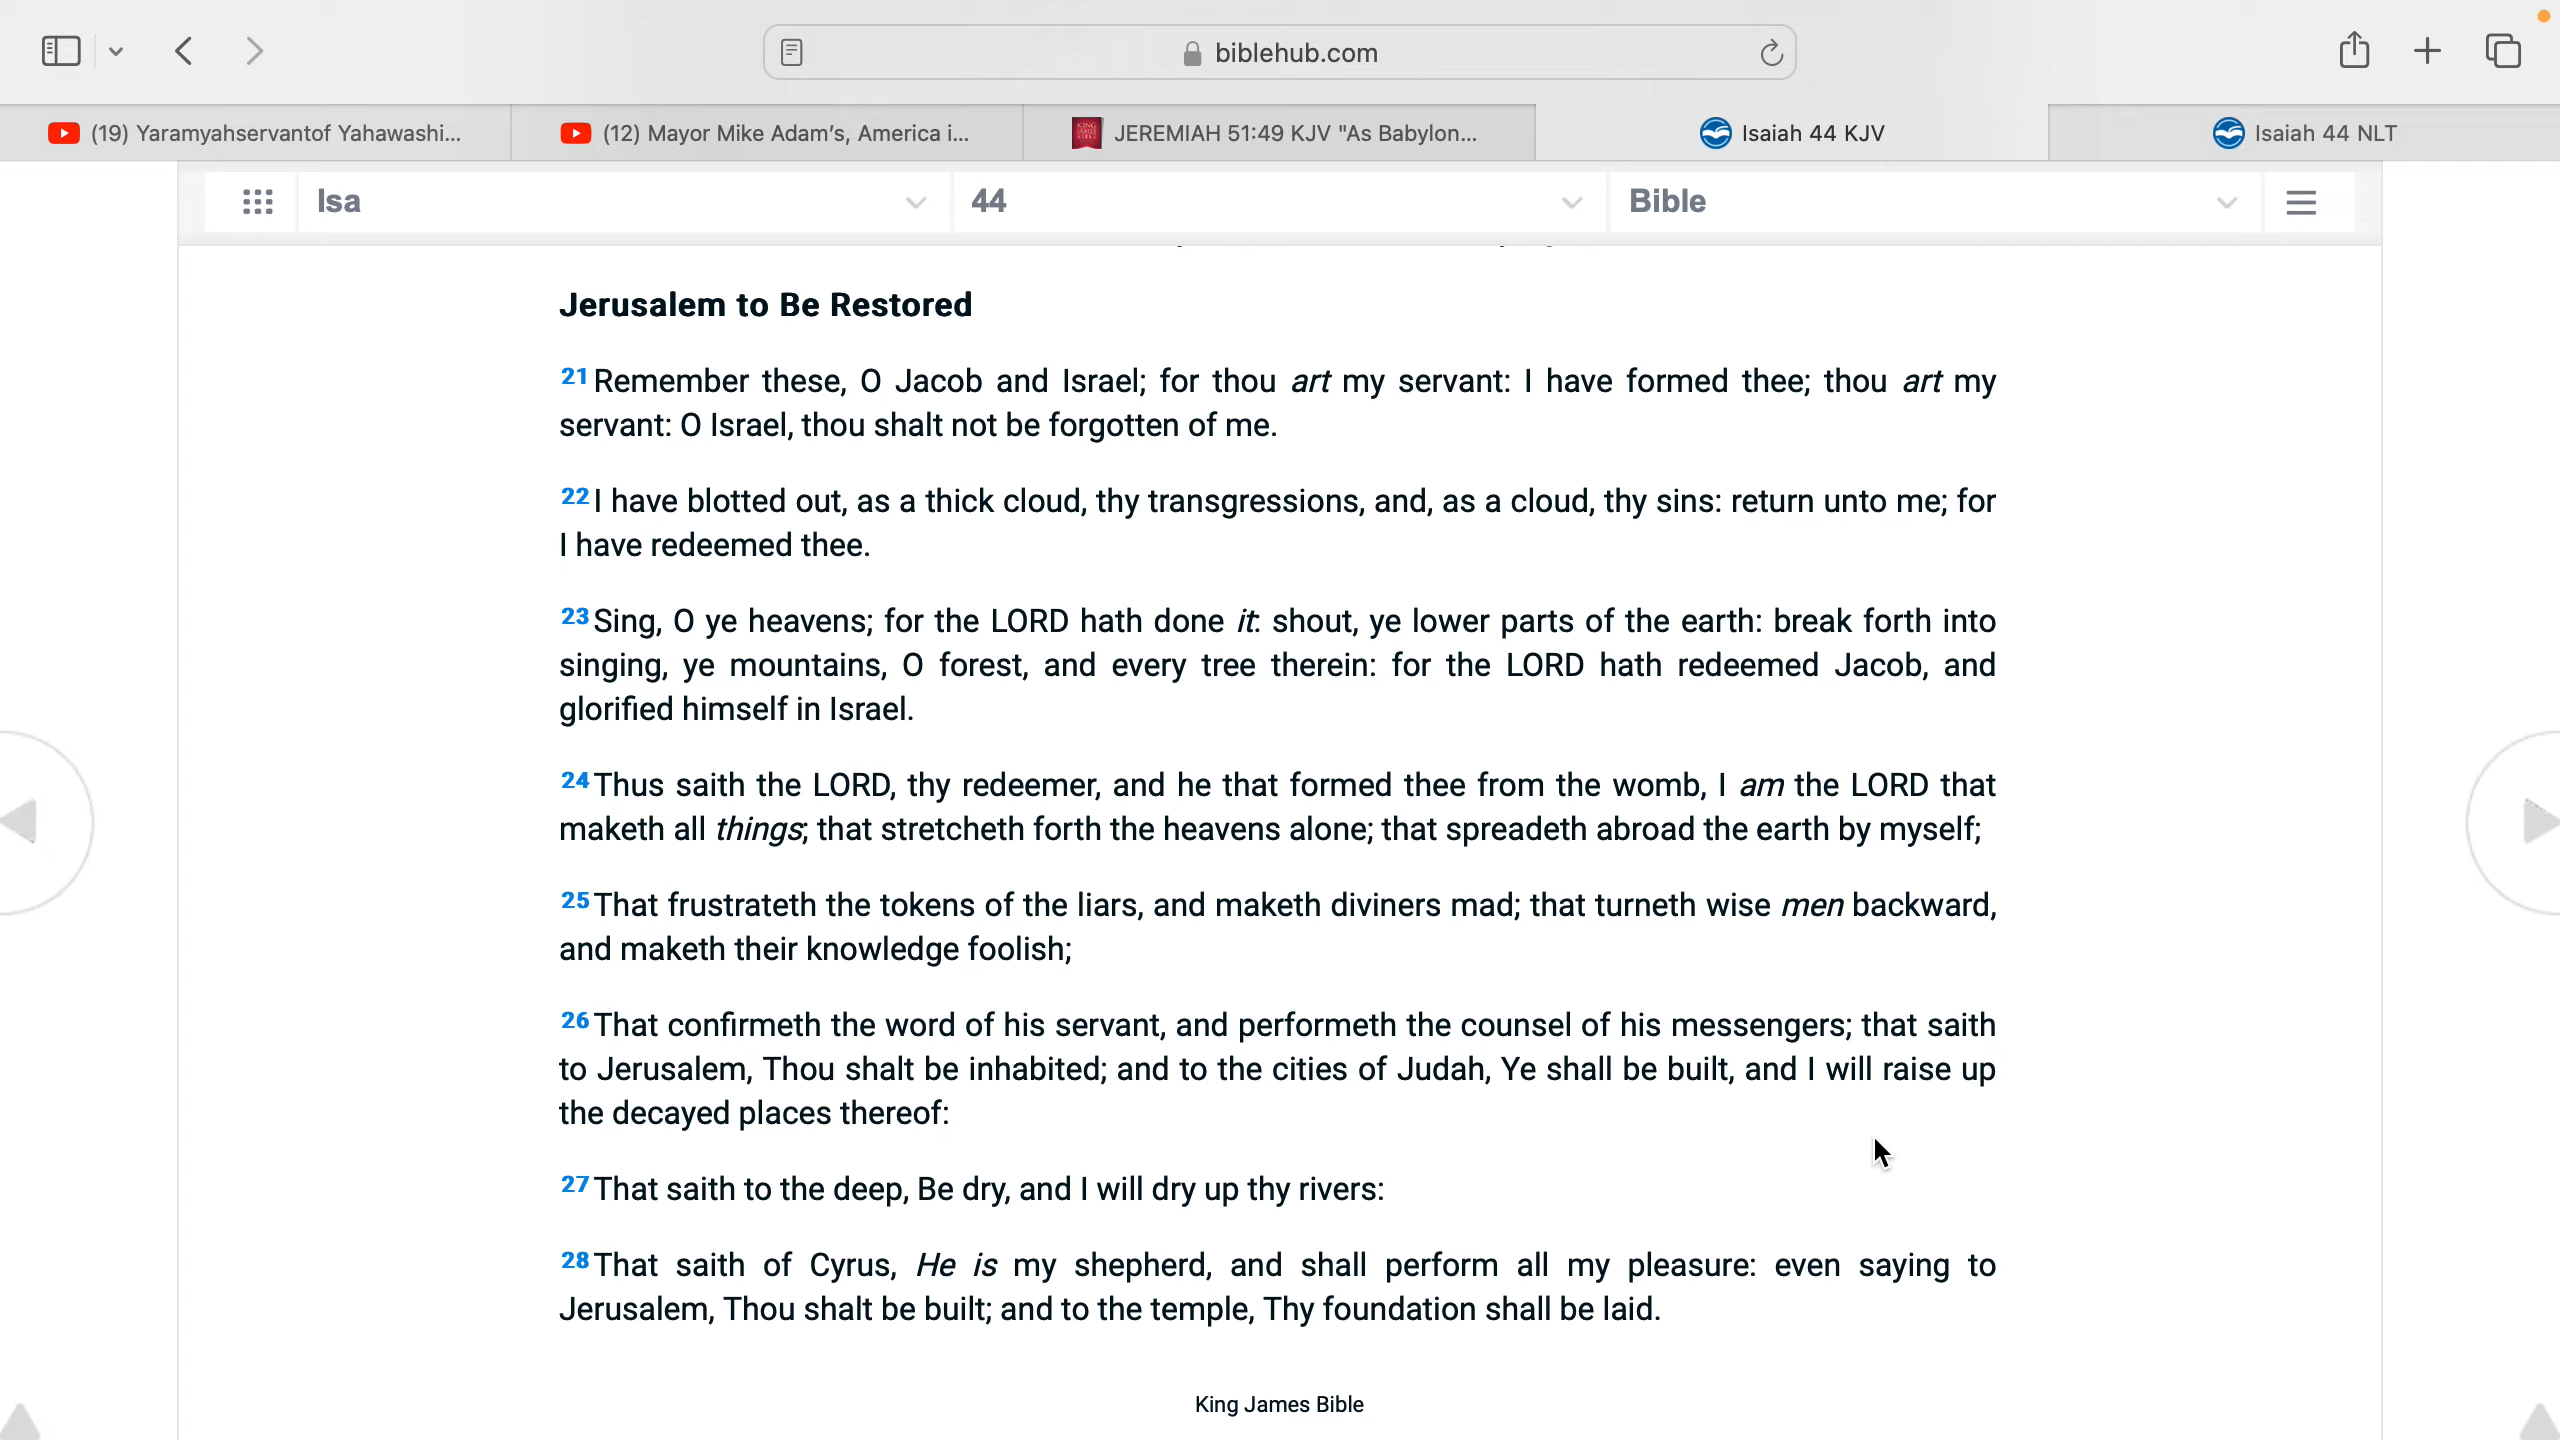 biblehub.com
(19) Yaramyahservantof Yahawashi...
(12) Mayor Mike Adam's, America i...
JEREMIAH 51:49 KJV "As Babylon...
Isaiah 44 KJV
Isaiah 44 NLT
Isa
44
Bible
Jerusalem to Be Restored
21 Remember these, O Jacob and Israel; for thou art my servant: I have formed thee; thou art my
servant: O Israel, thou shalt not be forgotten of me.
22 I have blotted out, as a thick cloud, thy transgressions, and, as a cloud, thy sins: return unto me; for
I have redeemed thee.
23 Sing, O ye heavens; for the LORD hath done it: shout, ye lower parts of the earth: break forth into
singing, ye mountains, O forest, and every tree therein: for the LORD hath redeemed Jacob, and
glorified himself in Israel.
24 Thus saith the LORD, thy redeemer, and he that formed thee from the womb, I am the LORD that
maketh all things; that stretcheth forth the heavens alone; that spreadeth abroad the earth by myself;
25 That frustrateth the tokens of the liars, and maketh diviners mad; that turneth wise men backward,
and maketh their knowledge foolish;
26 That confirmeth the word of his servant, and performeth the counsel of his messengers; that saith
to Jerusalem, Thou shalt be inhabited; and to the cities of Judah, Ye shall be built, and I will raise up
the decayed places thereof:
27 That saith to the deep, Be dry, and I will dry up thy rivers:
28 That saith of Cyrus, He is my shepherd, and shall perform all my pleasure: even saying to
Jerusalem, Thou shalt be built; and to the temple, Thy foundation shall be laid.
King James Bible